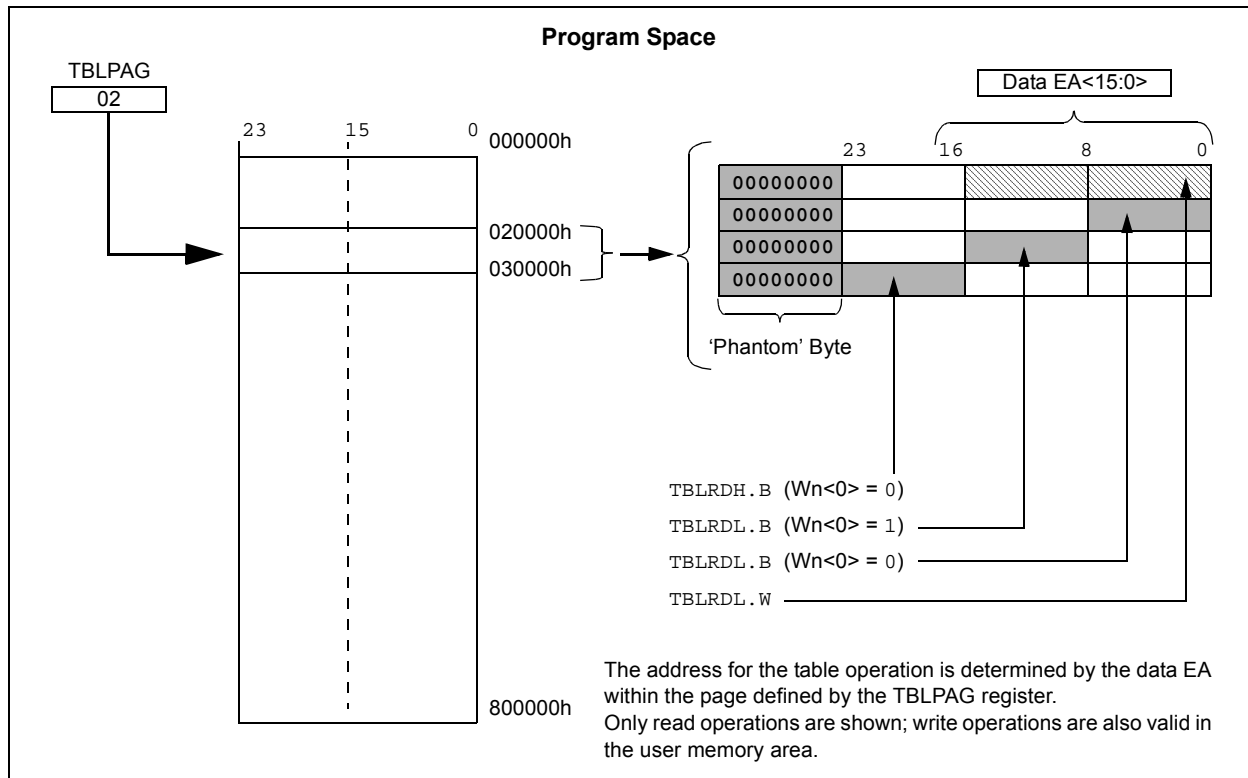 Program Space
TBLPAG
02
Data EA<15:0>
23 15 0
000000h
020000h
030000h
800000h
23 16 8 0
00000000
00000000
00000000
00000000
‘Phantom’ Byte
TBLRDH.B (Wn<0> = 0)
TBLRDL.B (Wn<0> = 1)
TBLRDL.B (Wn<0> = 0)
TBLRDL.W
The address for the table operation is determined by the data EA
within the page defined by the TBLPAG register.
Only read operations are shown; write operations are also valid in
the user memory area.